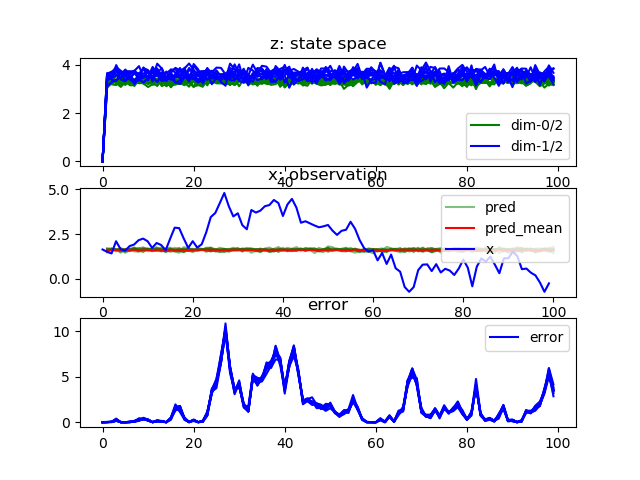 z: state space
4
2
0
dim-0/2
dim-1/2
0 20 40 60 80 100
x: observation
5.0
2.5
0.0
pred
pred_mean
x
0 20 40 60 80 100
error
10
5
0
error
0 20 40 60 80 100